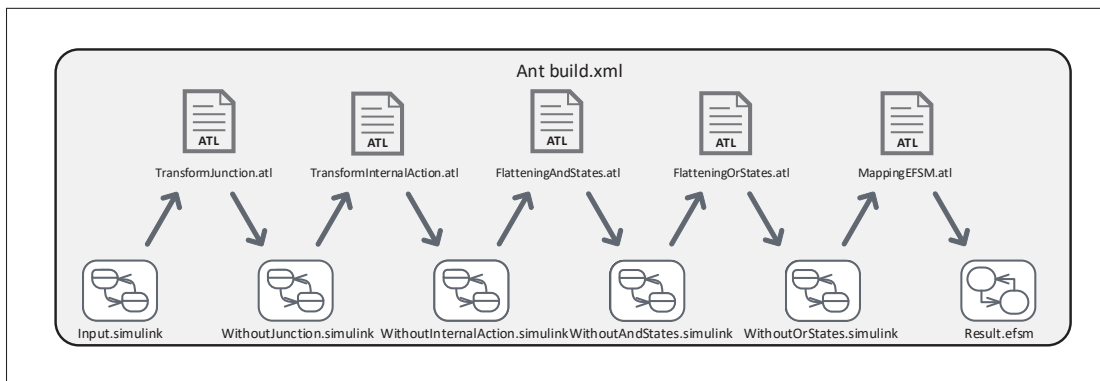 Ant build.xml
ATL ATL ATL ATL ATL
TransformJunction.atl TransformInternalAction.atl FlatteningAndStates.atl FlatteningOrStates.atl MappingEFSM.atl
Input.simulink WithoutJunction.simulink WithoutInternalAction.simulink WithoutAndStates.simulink WithoutOrStates.simulink Result.efsm